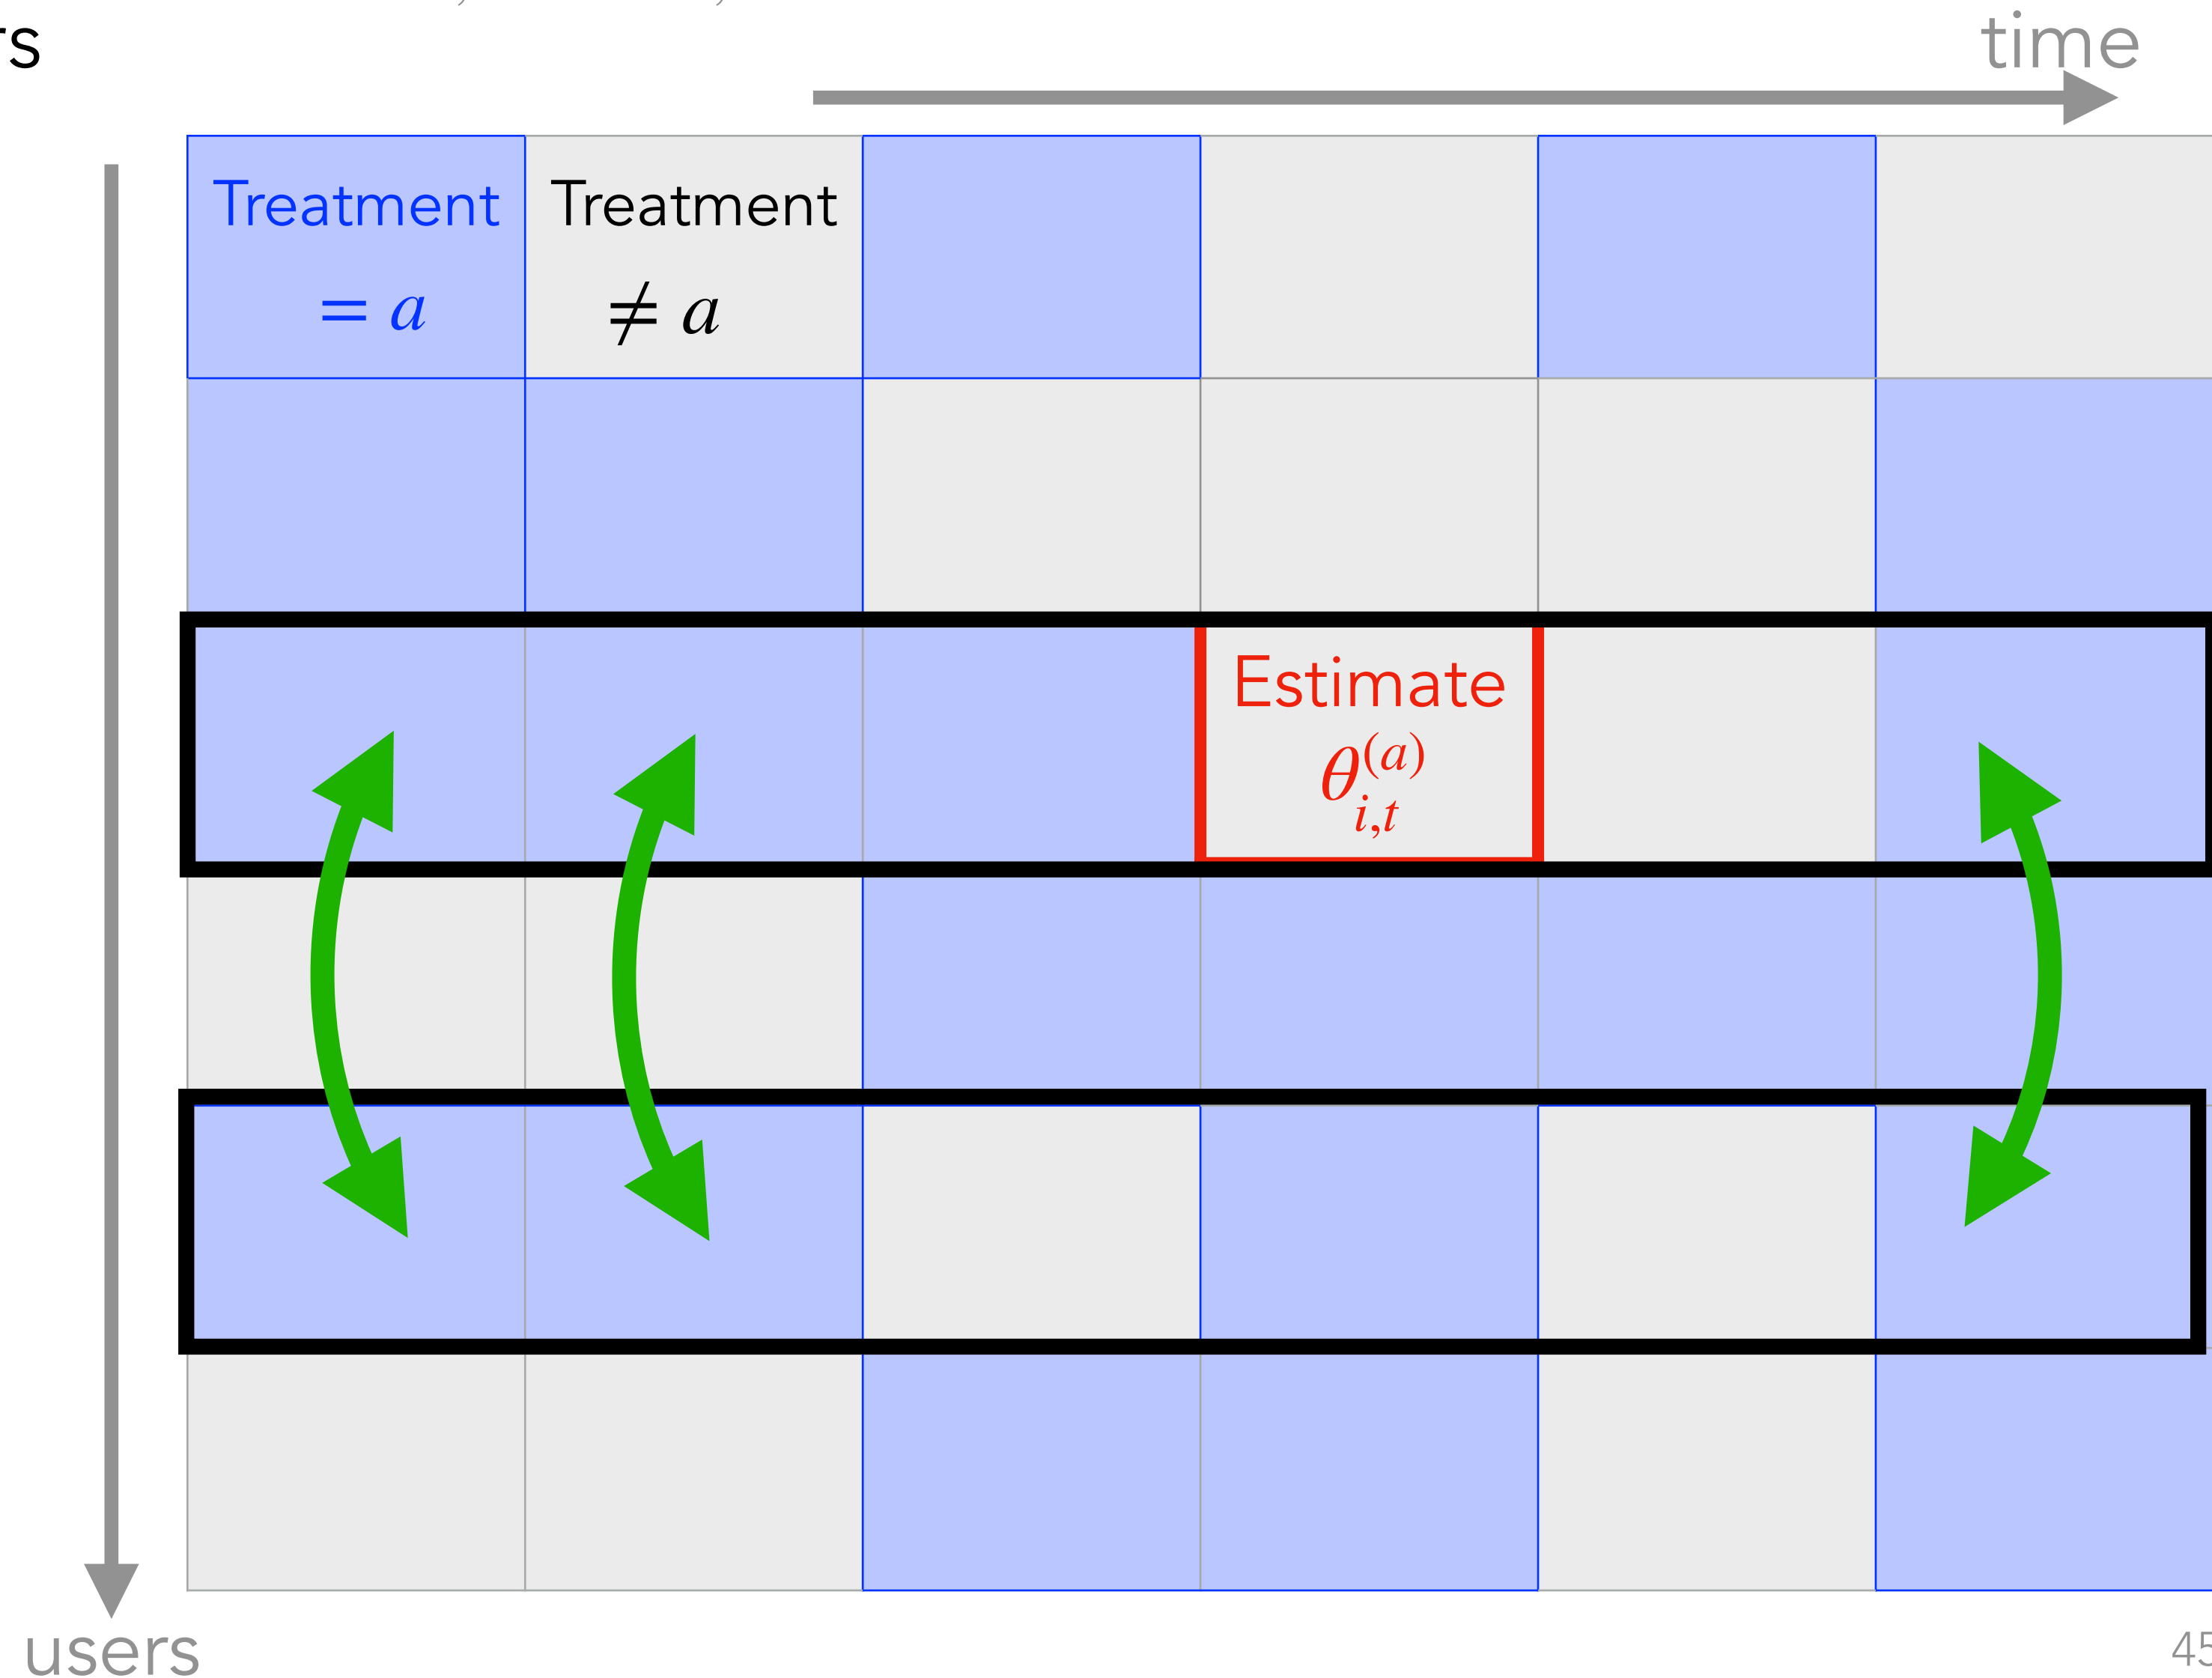 rs
time
Treatment
= a
Treatment
≠ a
Estimate
θ_{i,t}^{(a)}
users
45